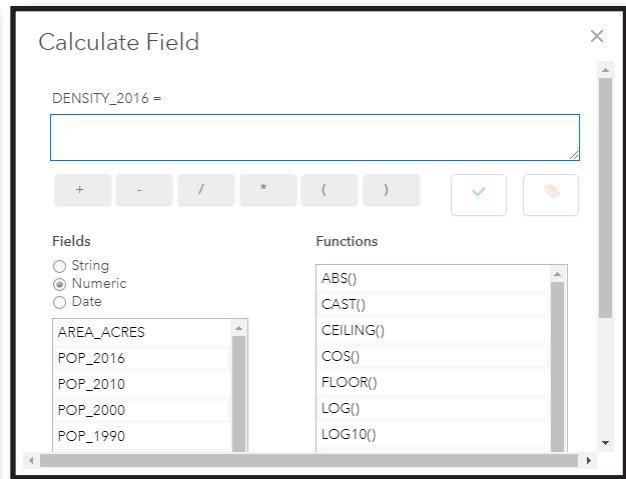 Calculate Field
DENSITY_2016 =
+ - / * ( )
Fields
String
Numeric
Date
AREA_ACRES
POP_2016
POP_2010
POP_2000
POP_1990
Functions
ABS()
CAST()
CEILING()
COS()
FLOOR()
LOG()
LOG10()